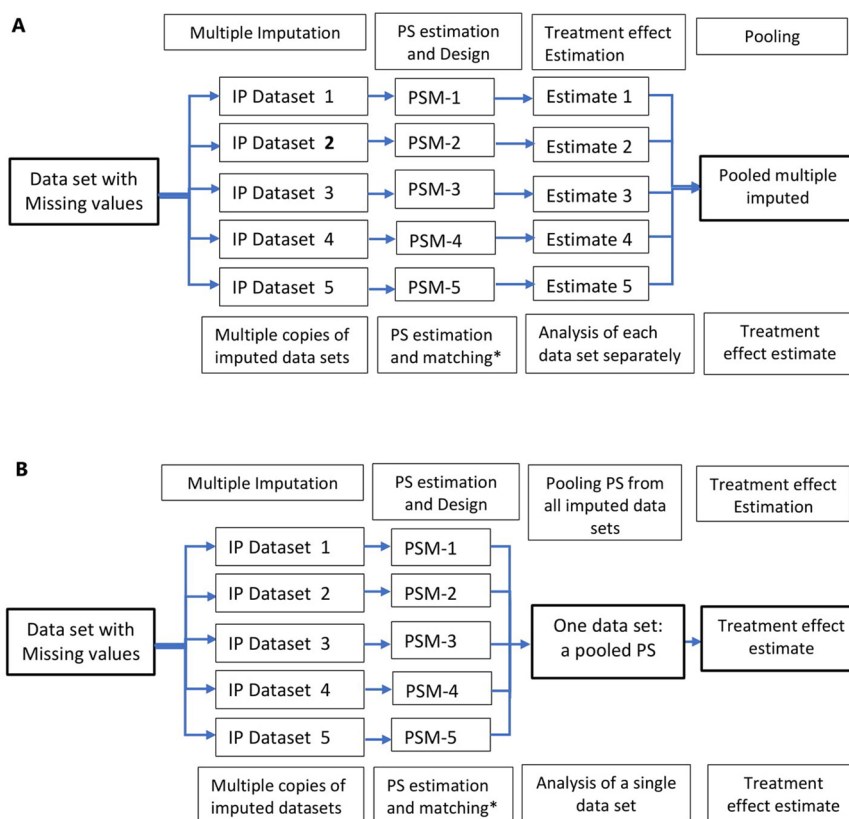 A
Multiple Imputation
PS estimation
and Design
Treatment effect
Estimation
Pooling
IP Dataset 1
PSM-1
Estimate 1
IP Dataset 2
PSM-2
Estimate 2
Data set with
Missing values
IP Dataset 3
PSM-3
Estimate 3
Pooled multiple
imputed
IP Dataset 4
PSM-4
Estimate 4
IP Dataset 5
PSM-5
Estimate 5
Multiple copies of
imputed data sets
PS estimation
and matching*
Analysis of each
data set separately
Treatment
effect estimate
B
Multiple Imputation
PS estimation
and Design
Pooling PS from
all imputed data
sets
Treatment effect
Estimation
IP Dataset 1
PSM-1
IP Dataset 2
PSM-2
Data set with
Missing values
IP Dataset 3
PSM-3
One data set:
a pooled PS
Treatment effect
estimate
IP Dataset 4
PSM-4
IP Dataset 5
PSM-5
Multiple copies of
imputed datasets
PS estimation
and matching*
Analysis of a single
data set
Treatment
effect estimate